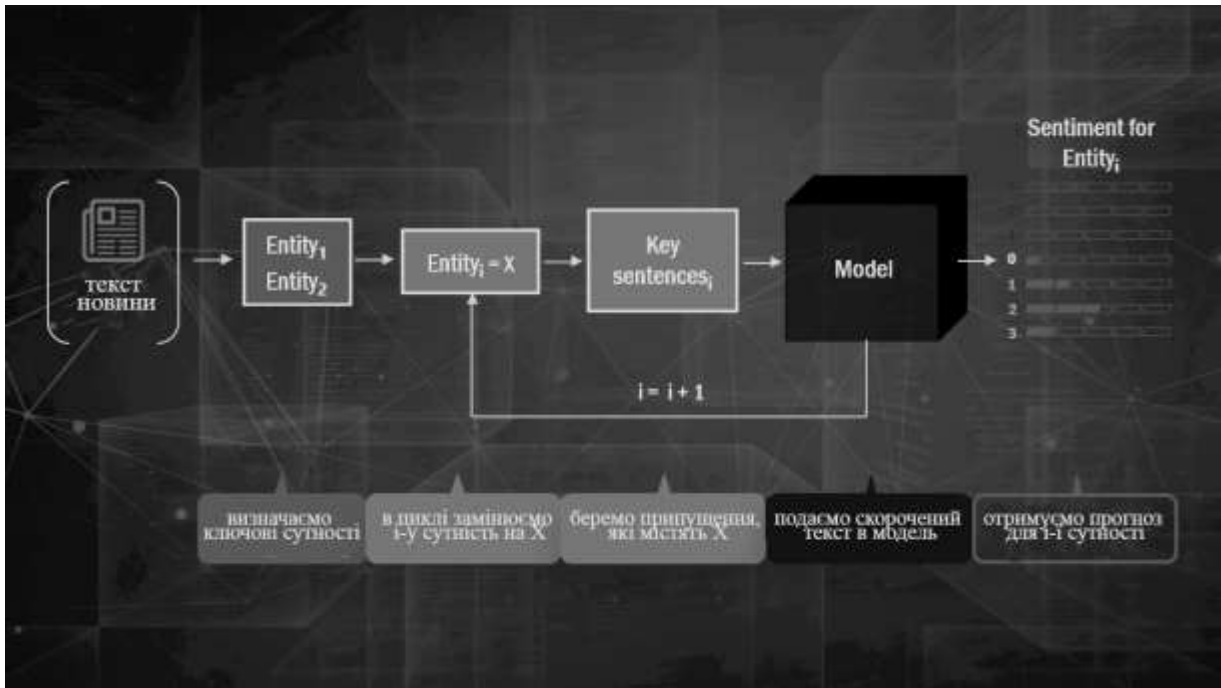 Sentiment for
Entityᵢ
текст
новини
Entity₁
Entity₂
Entityᵢ = X
Key
sentencesᵢ
Model
0
1
2
3
i = i + 1
визначаємо
ключові сутності
в циклі замінюємо
і-у сутність на X
беремо припущення,
які містять X
подаємо скорочений
текст в модель
отримуємо прогноз
для і-ї сутності